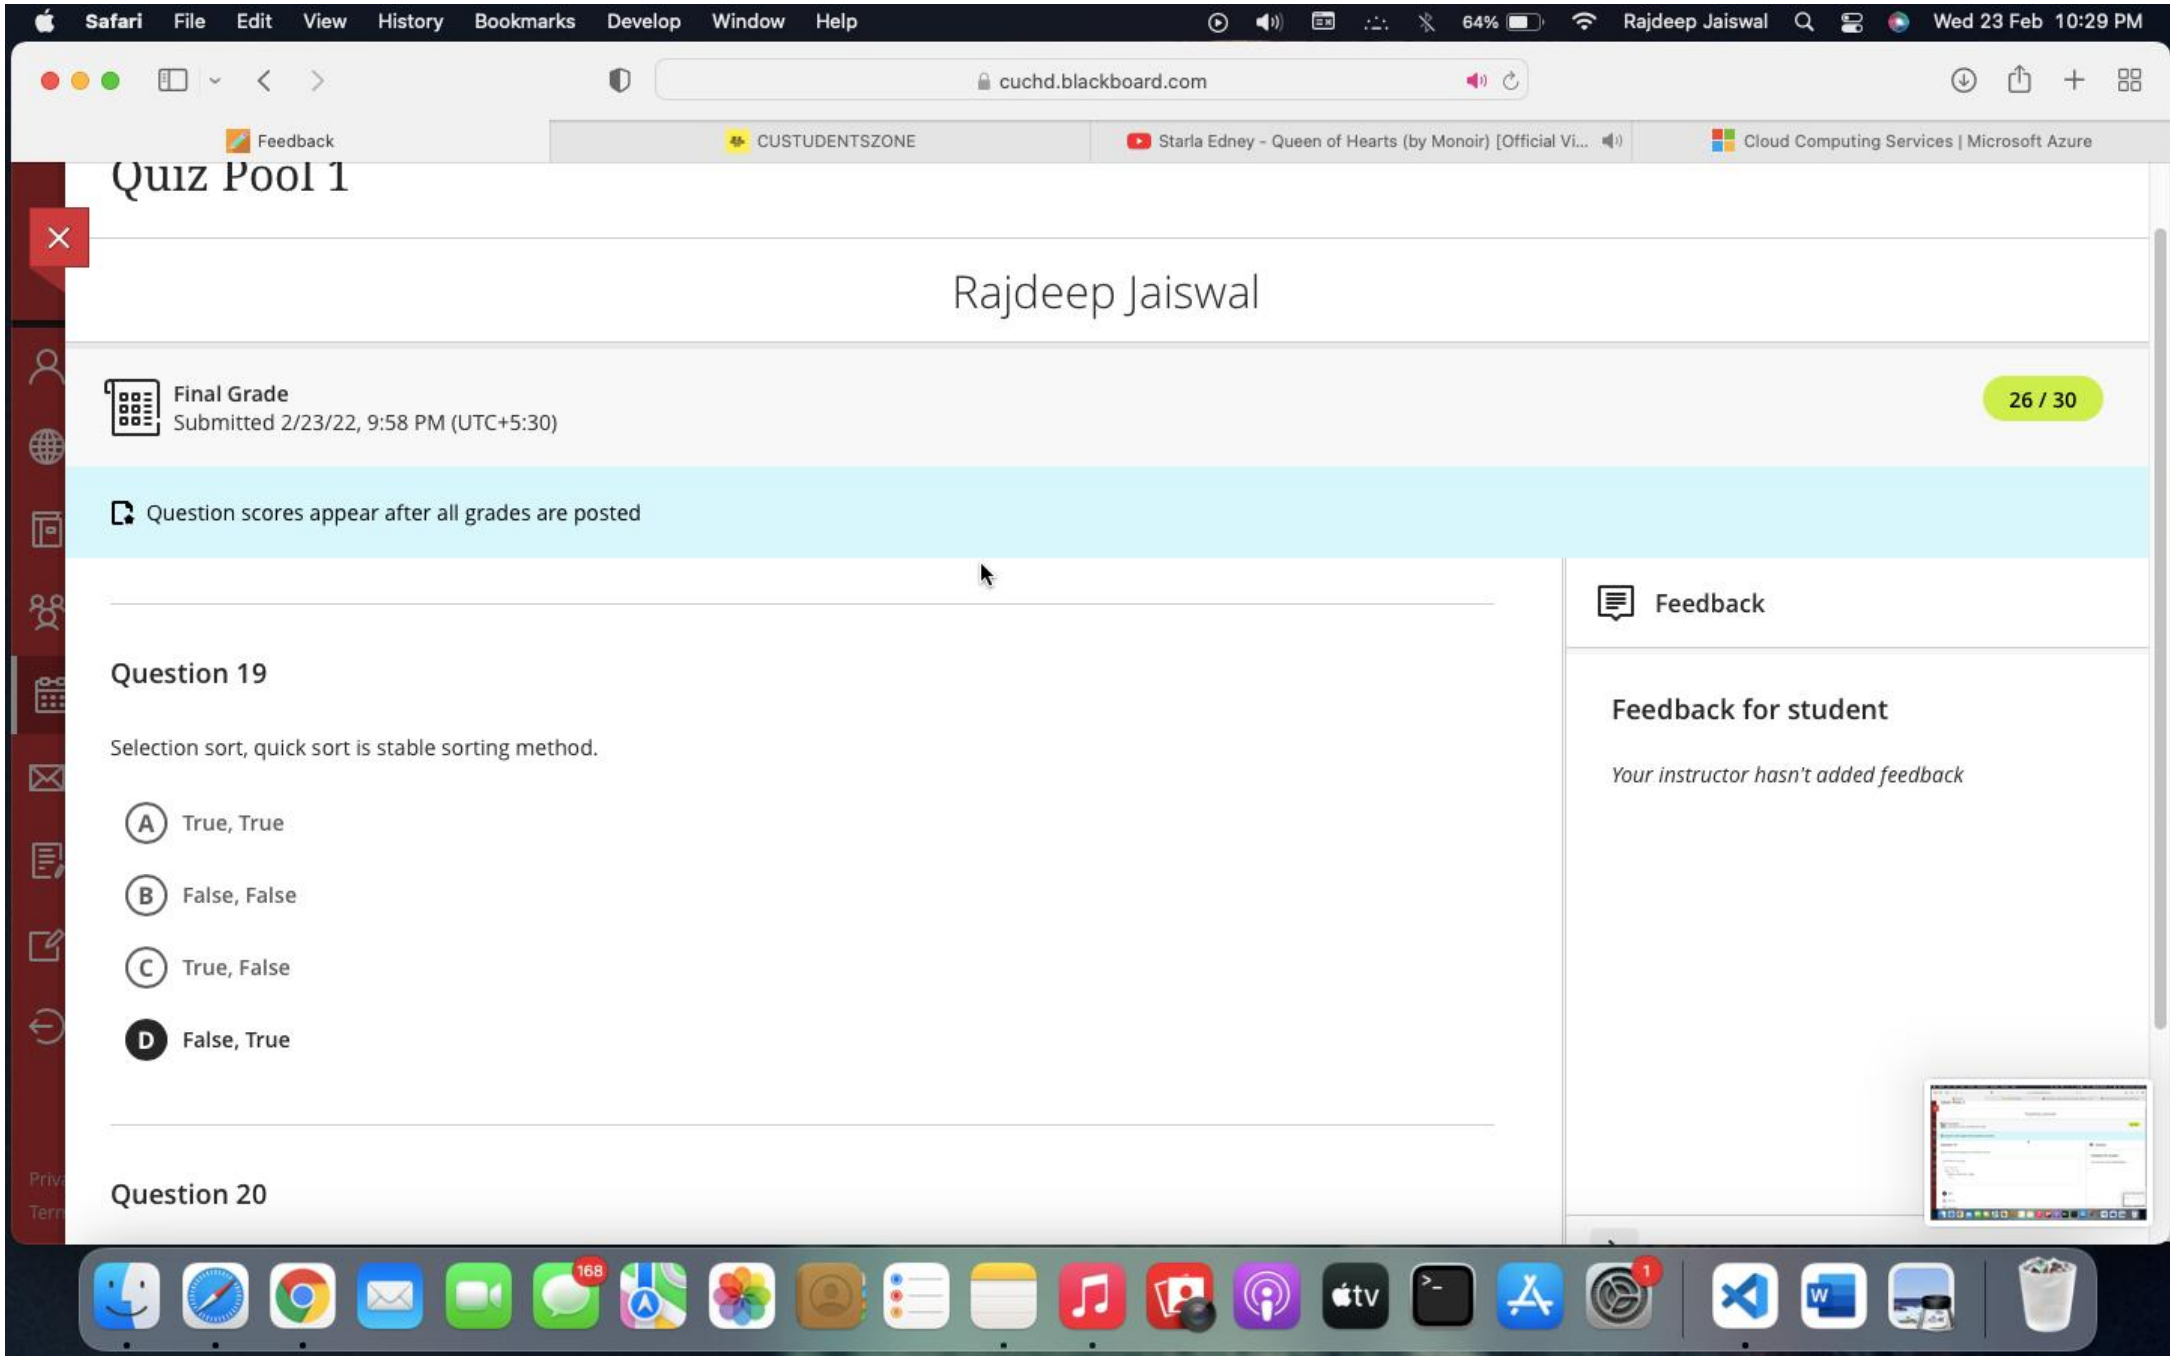 Safari File Edit View History Bookmarks Develop Window Help 64% Rajdeep Jaiswal Wed 23 Feb 10:29 PM
cuchd.blackboard.com
Feedback CUSTUDENTSZONE Starla Edney - Queen of Hearts (by Monoir) [Official Vi... Cloud Computing Services | Microsoft Azure
Quiz Pool 1
Rajdeep Jaiswal
Final Grade
Submitted 2/23/22, 9:58 PM (UTC+5:30)
26 / 30
Question scores appear after all grades are posted
Question 19
Selection sort, quick sort is stable sorting method.
A True, True
B False, False
C True, False
D False, True
Question 20
Feedback
Feedback for student
Your instructor hasn't added feedback
Priva
Term
168
tv
>_
1
W